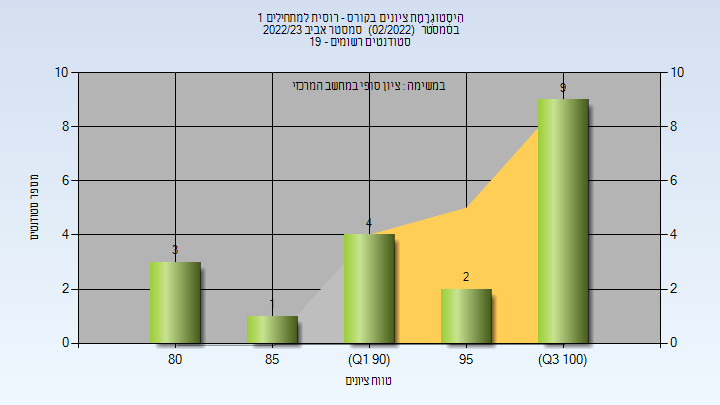 היסטוגרמת ציונים בקורס - רוסית למתחילים 1
בסמסטר (02/2022) סמסטר אביב 2022/23
סטודנטים רשומים - 19
במשימה : ציון סופי במחשב המרכזי
10
8
6
4
2
0
10
8
6
4
2
0
מספר סטודנטים
3
1
4
2
9
80
85
(Q1 90)
95
(Q3 100)
טווח ציונים